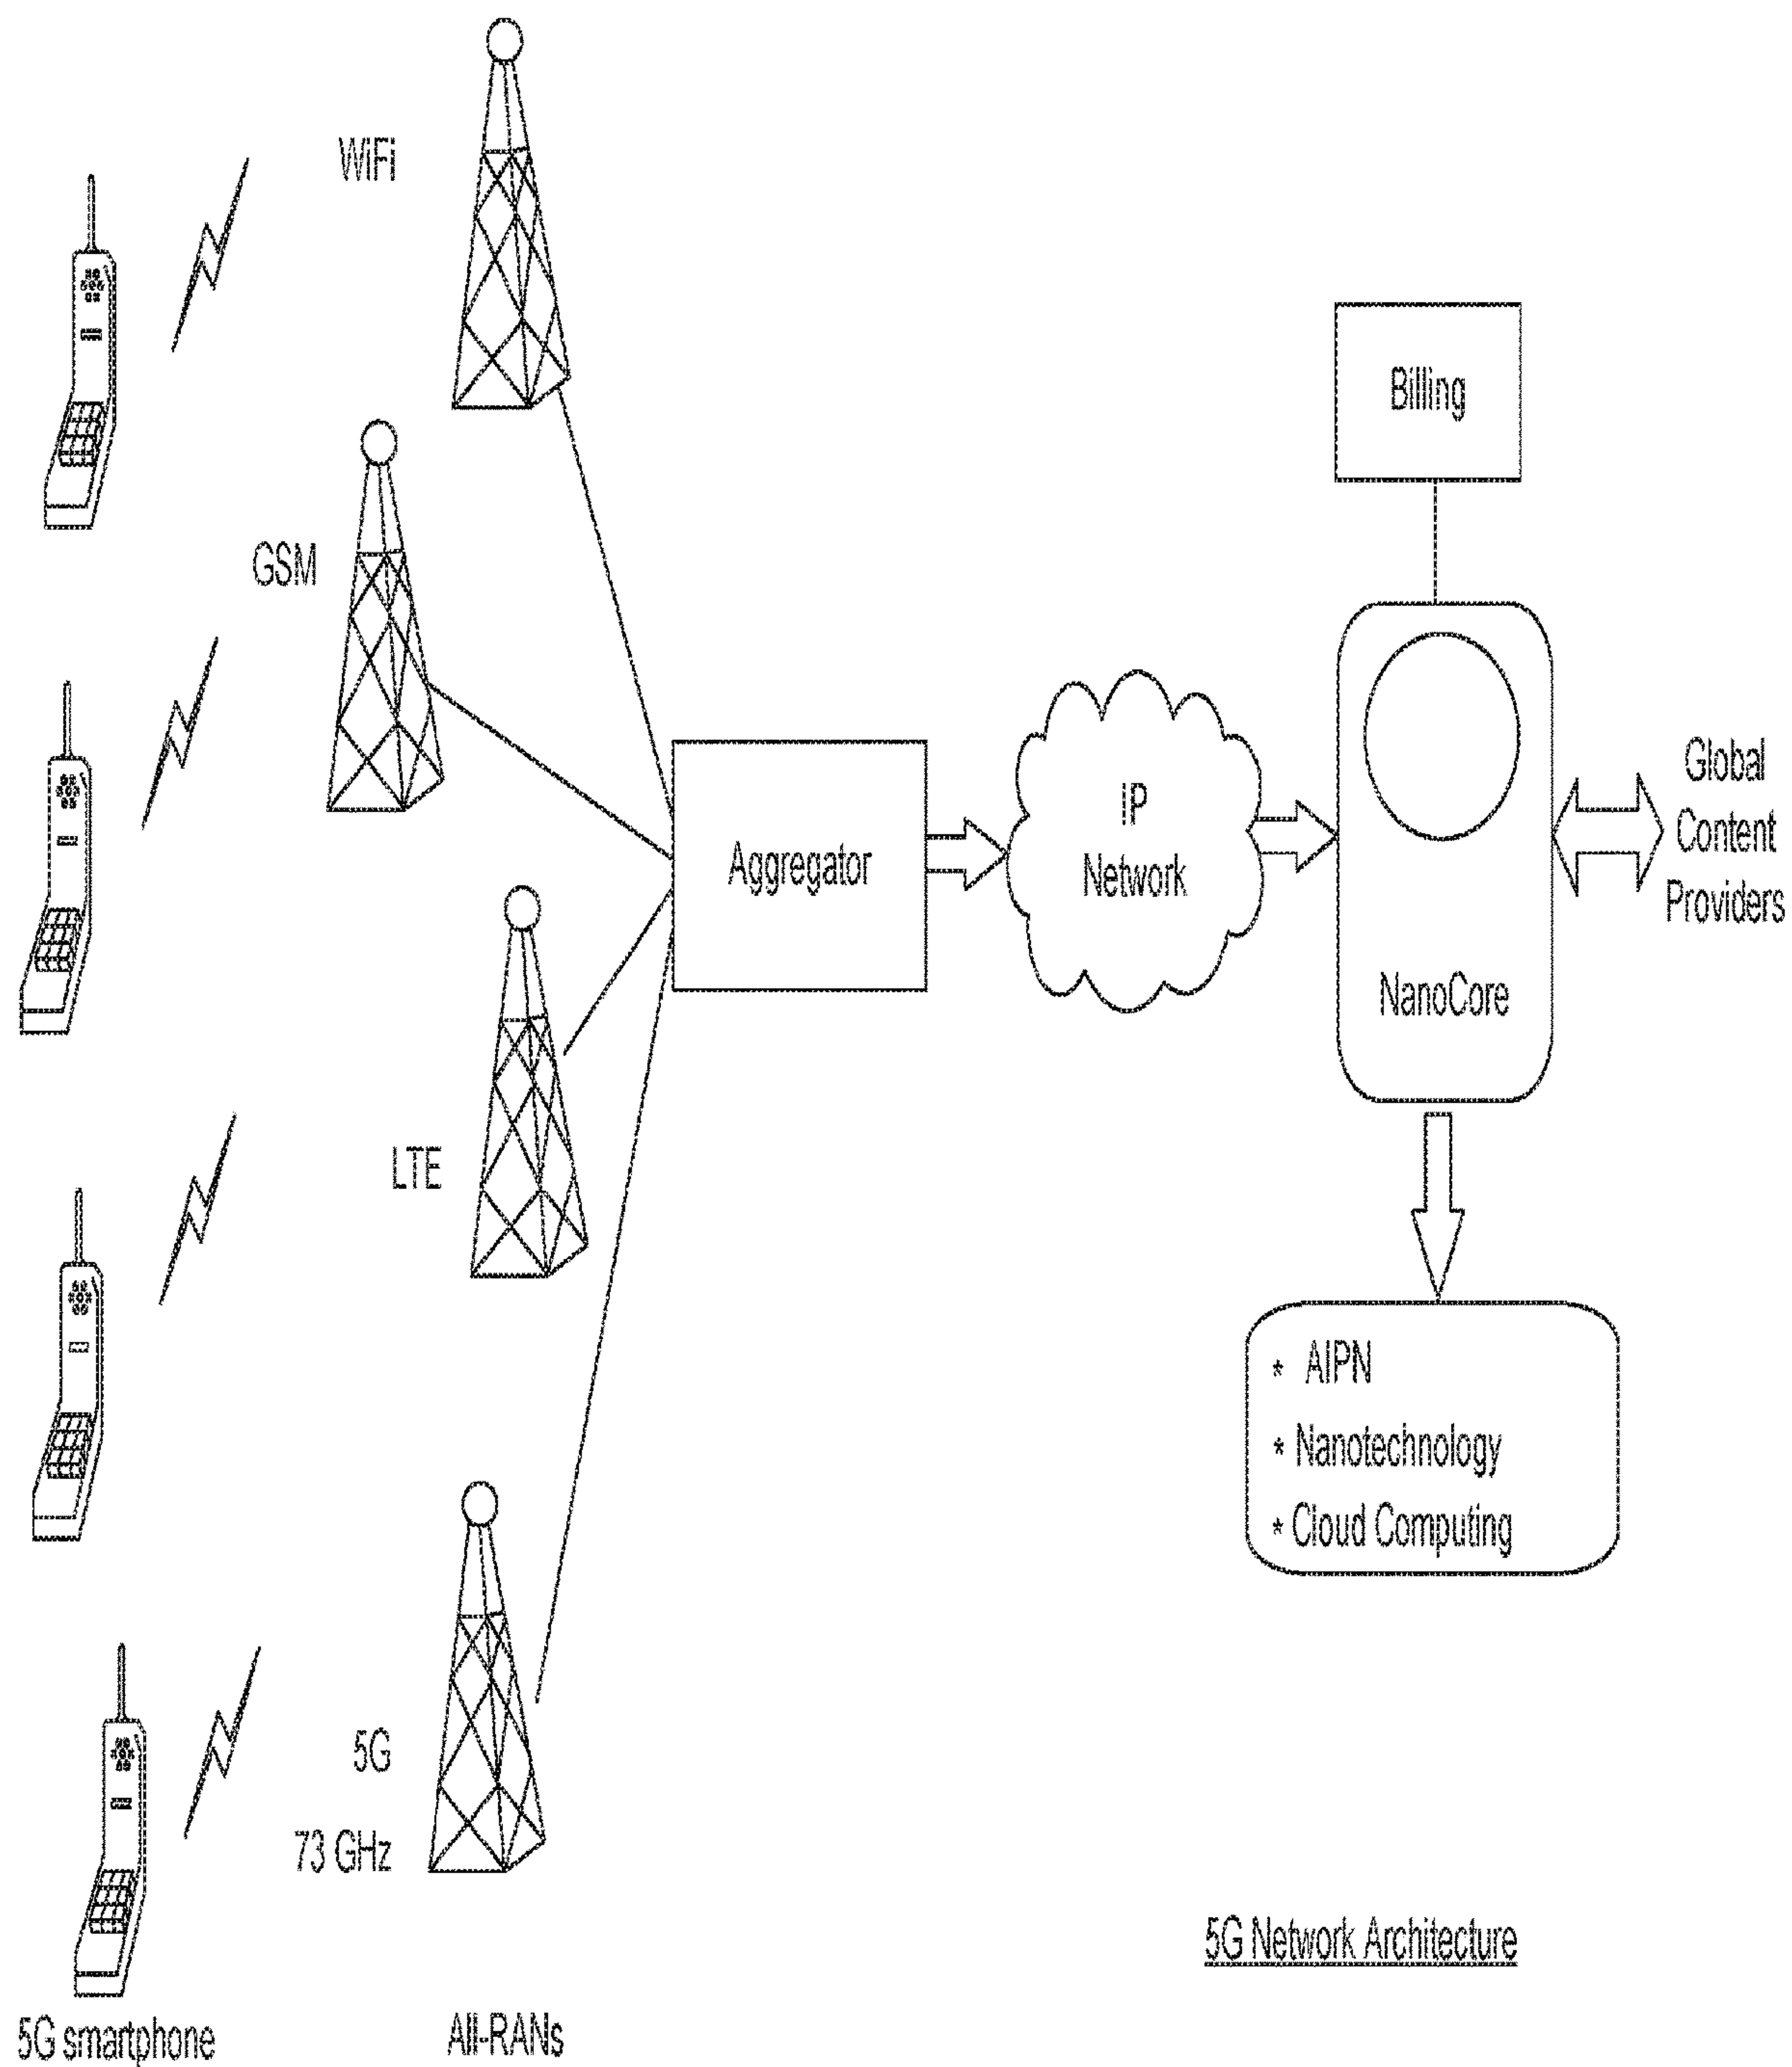 WiFi
GSM
LTE
5G
73 GHz
5G smartphone
All-RANs
Aggregator
IP
Network
Billing
NanoCore
Global
Content
Providers
* AIPN
* Nanotechnology
* Cloud Computing
5G Network Architecture